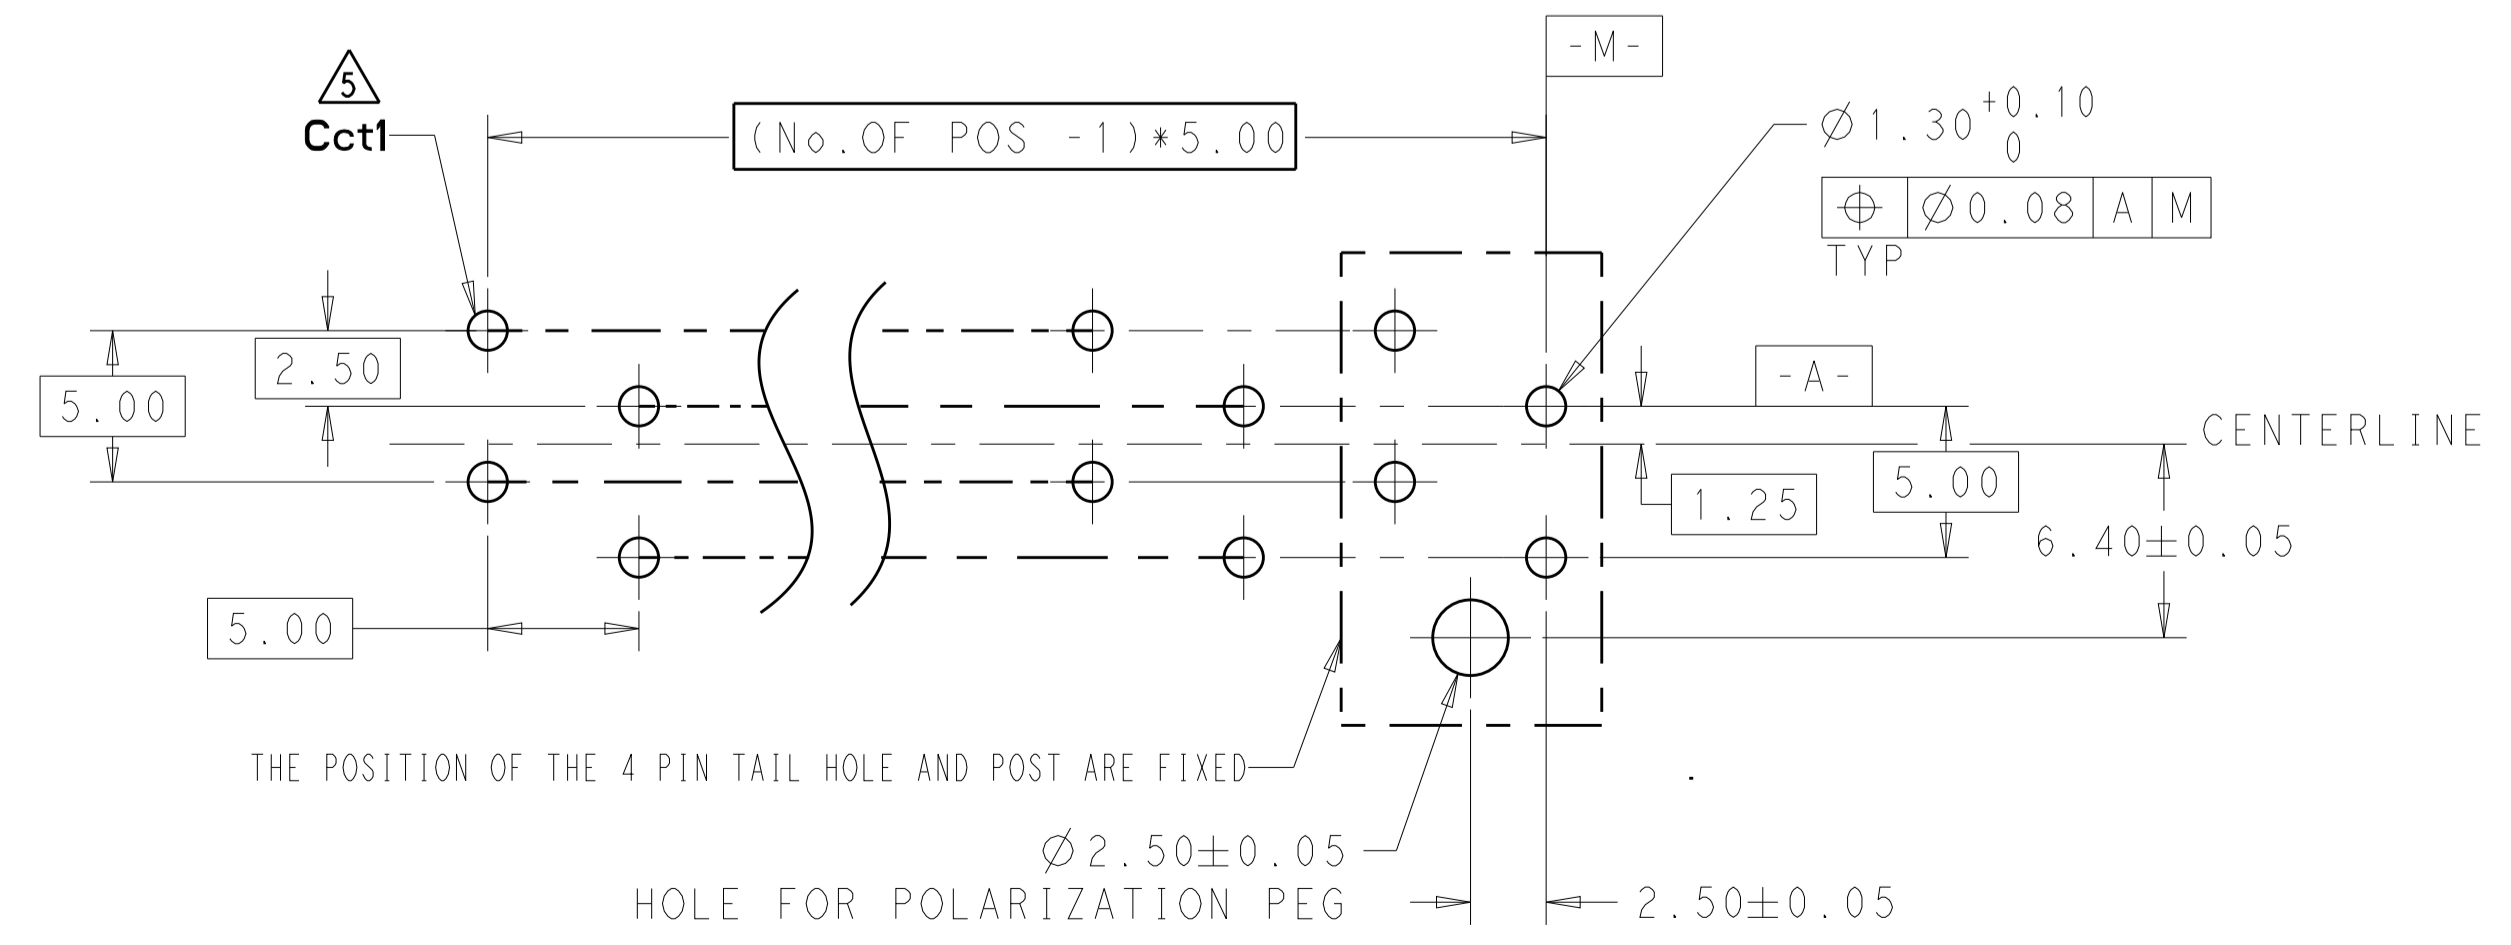 -M-
5
Cct1
(No.OF POS -1)*5.00
Ø1.30 +0.10
0
⌖ Ø0.08 A M
TYP
2.50
5.00
-A-
CENTERLINE
5.00
1.25
6.40±0.05
5.00
THE POSITION OF THE 4 PIN TIL HOLE AND POST ARE FIXED
Ø2.50±0.05
HOLE FOR POLARIZATION PEG
2.50±0.05